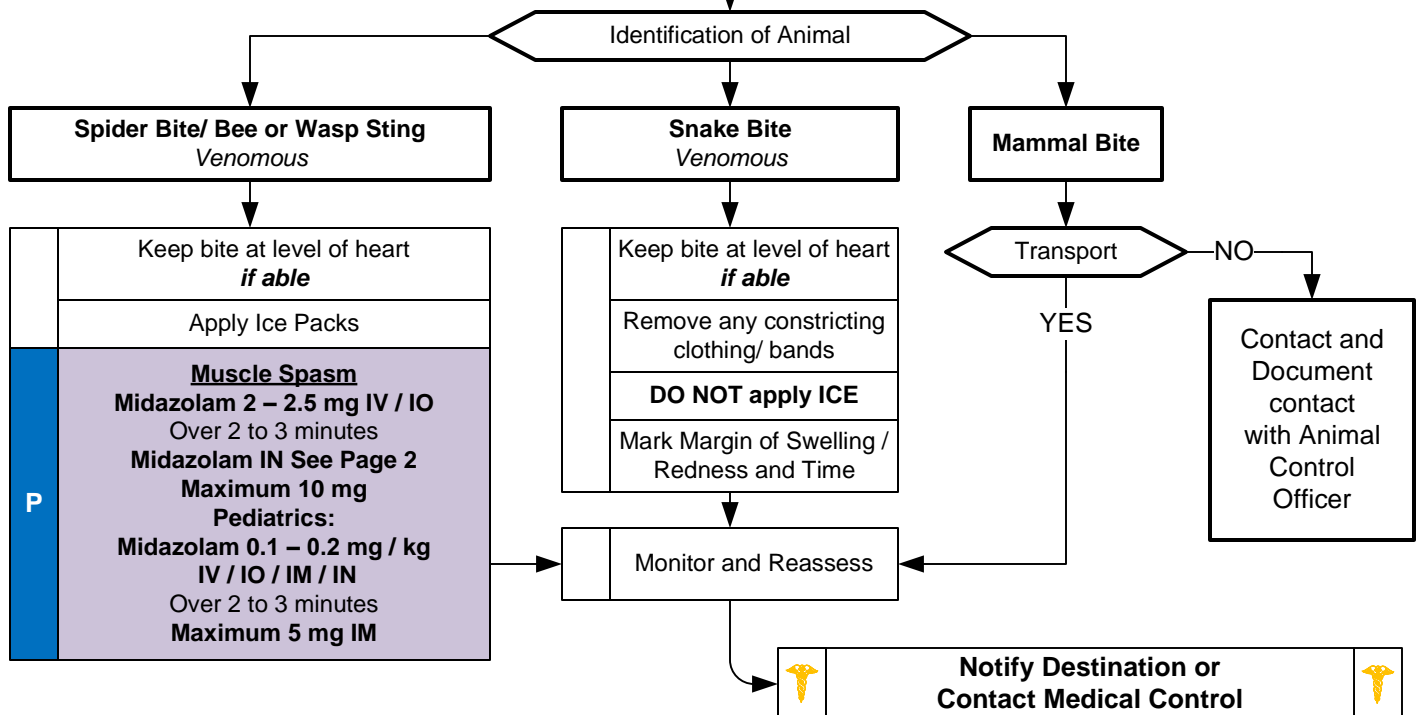 Identification of Animal
Spider Bite/ Bee or Wasp Sting
Venomous
Snake Bite
Venomous
Mammal Bite
Keep bite at level of heart
if able
Apply Ice Packs
P
Muscle Spasm
Midazolam 2 – 2.5 mg IV / IO
Over 2 to 3 minutes
Midazolam IN See Page 2
Maximum 10 mg
Pediatrics:
Midazolam 0.1 – 0.2 mg / kg
IV / IO / IM / IN
Over 2 to 3 minutes
Maximum 5 mg IM
Keep bite at level of heart
if able
Remove any constricting
clothing/ bands
DO NOT apply ICE
Mark Margin of Swelling /
Redness and Time
Transport
NO
YES
Contact and
Document
contact
with Animal
Control
Officer
Monitor and Reassess
Notify Destination or
Contact Medical Control